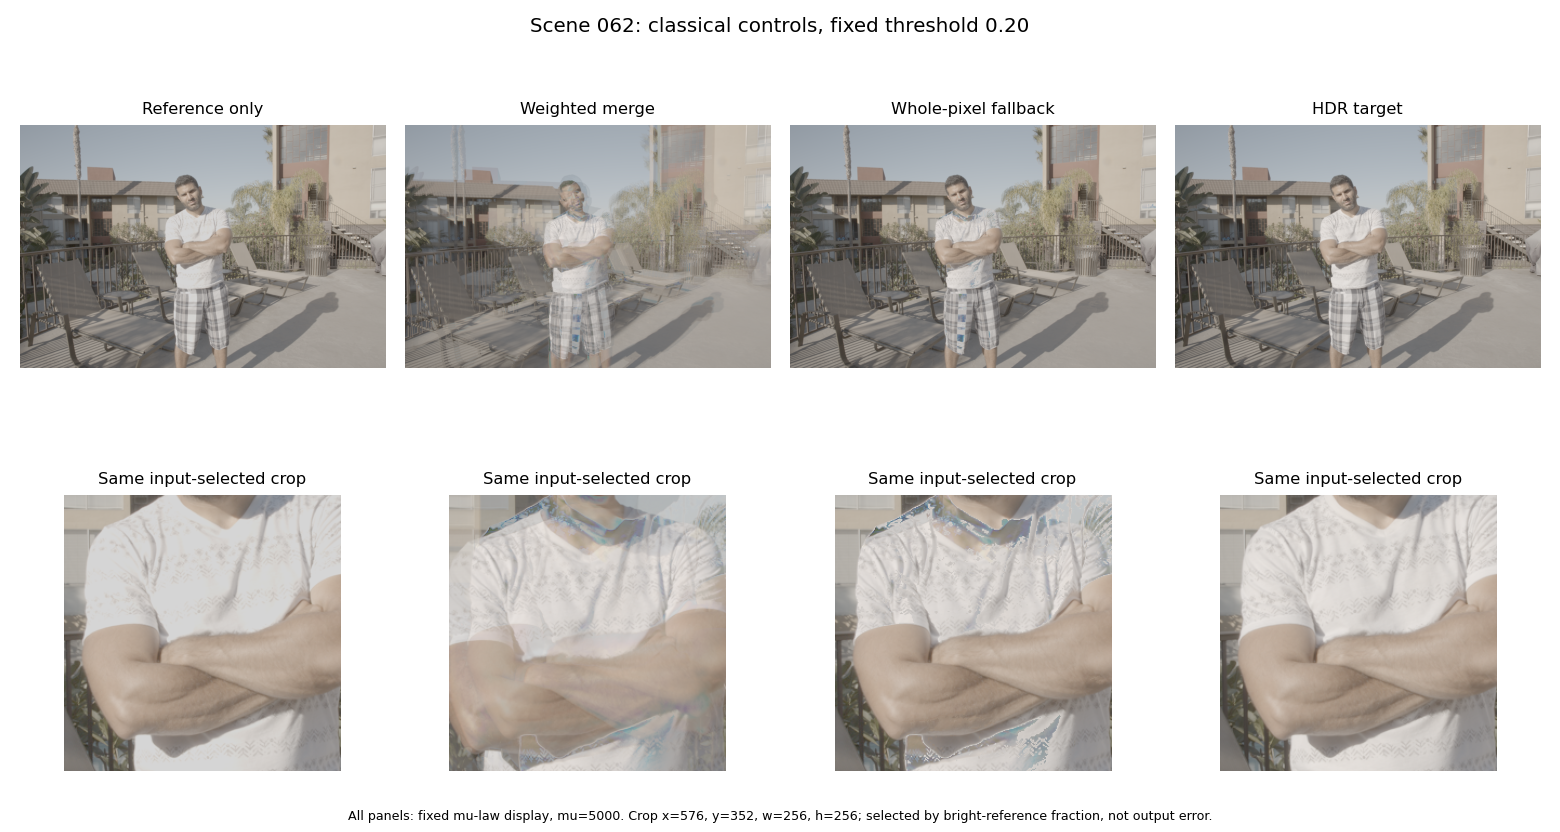 Scene 062: classical controls, fixed threshold 0.20
Reference only
Weighted merge
Whole-pixel fallback
HDR target
Same input-selected crop
Same input-selected crop
Same input-selected crop
Same input-selected crop
All panels: fixed mu-law display, mu=5000. Crop x=576, y=352, w=256, h=256; selected by bright-reference fraction, not output error.